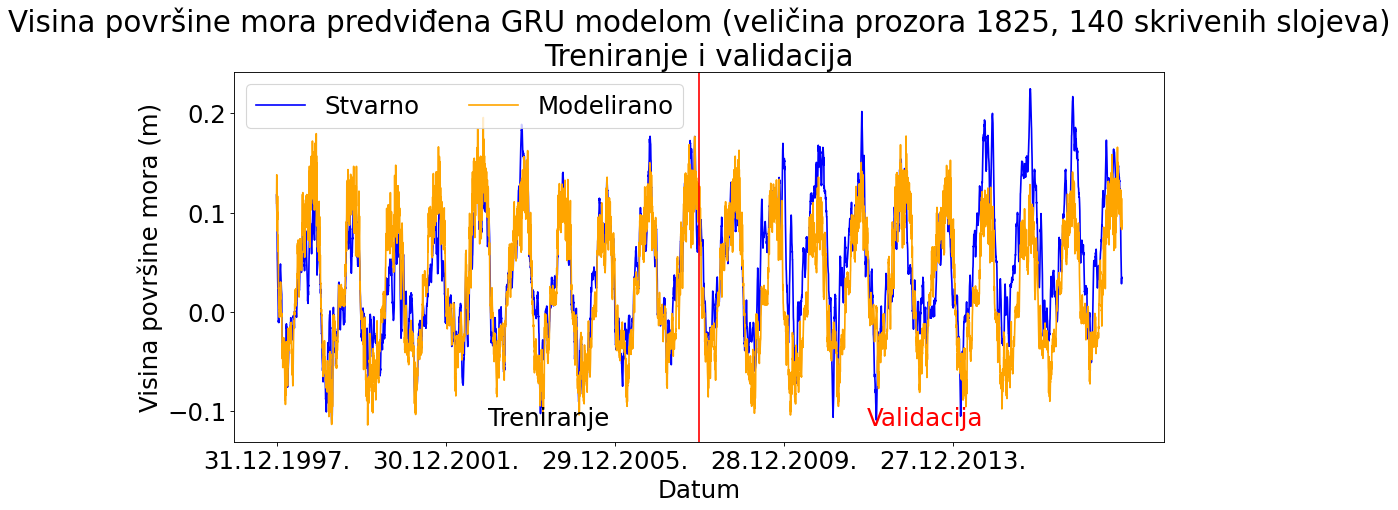 Visina površine mora predviđena GRU modelom (veličina prozora 1825, 140 skrivenih slojeva)
Treniranje i validacija
Stvarno
Modelirano
Visina površine mora (m)
0.2
0.1
0.0
−0.1
Treniranje
Validacija
31.12.1997.
30.12.2001.
29.12.2005.
28.12.2009.
27.12.2013.
Datum